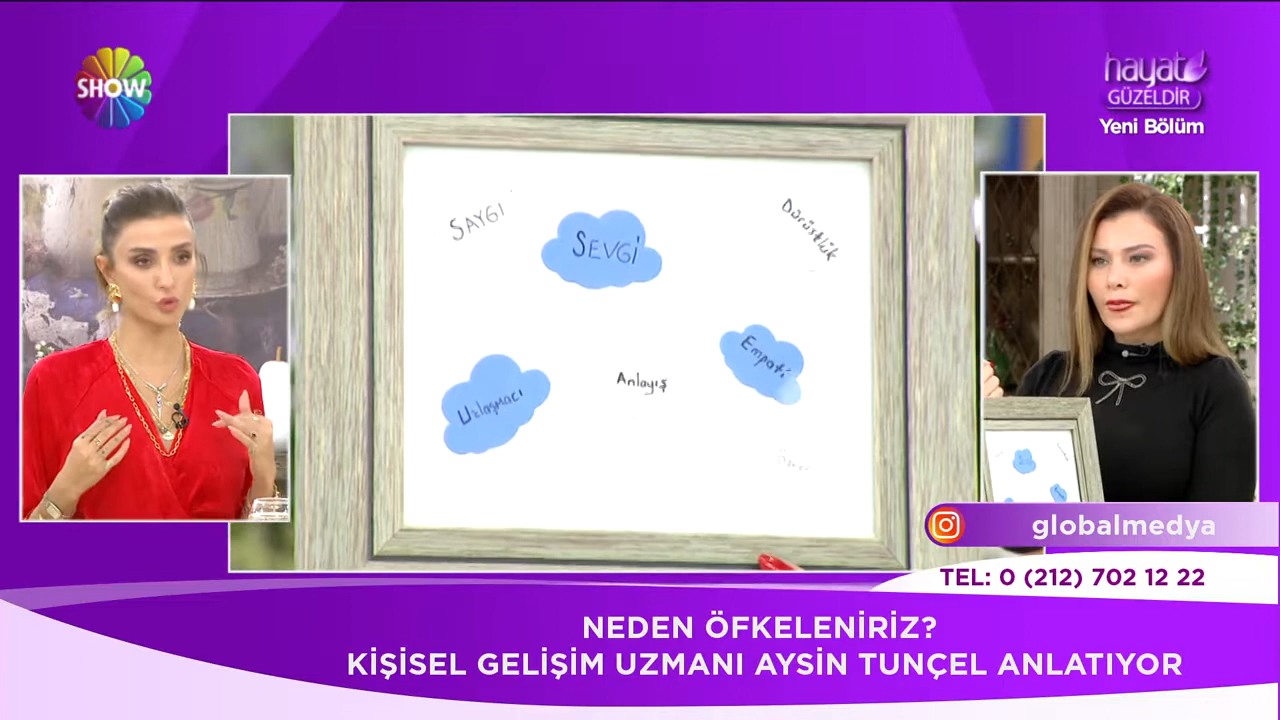 SHOW
hayat
GÜZELDİR
Yeni Bölüm
SAYGI
SEVGİ
Dürüstlük
Empati
Anlayış
Uzlaşmacı
globalmedya
TEL: 0 (212) 702 12 22
NEDEN ÖFKELENİRİZ?
KİŞİSEL GELİŞİM UZMANI AYSİN TUNÇEL ANLATIYOR